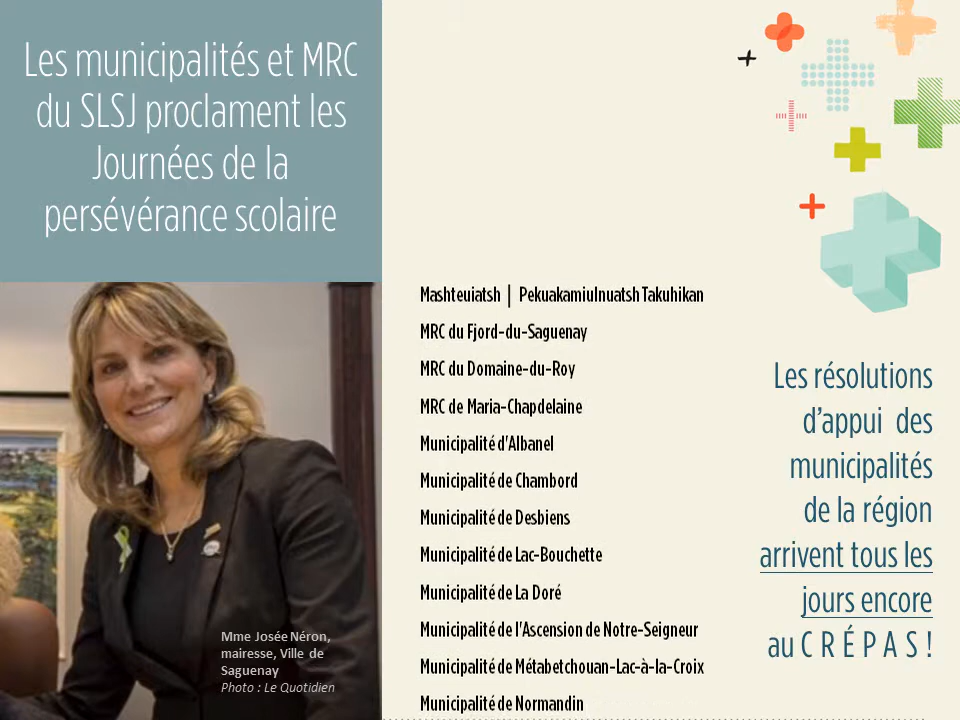 Les municipalités et MRC
du SLSJ proclament les
Journées de la
persévérance scolaire
Mme Josée Néron,
mairesse, Ville de
Saguenay
Photo : Le Quotidien
Mashteuiatsh | Pekuakamiulnuatsh Takuhikan
MRC du Fjord-du-Saguenay
MRC du Domaine-du-Roy
MRC de Maria-Chapdelaine
Municipalité d'Albanel
Municipalité de Chambord
Municipalité de Desbiens
Municipalité de Lac-Bouchette
Municipalité de La Doré
Municipalité de l'Ascension de Notre-Seigneur
Municipalité de Métabetchouan-Lac-à-la-Croix
Municipalité de Normandin
Les résolutions
d’appui des
municipalités
de la région
arrivent tous les
jours encore
au C R É P A S !